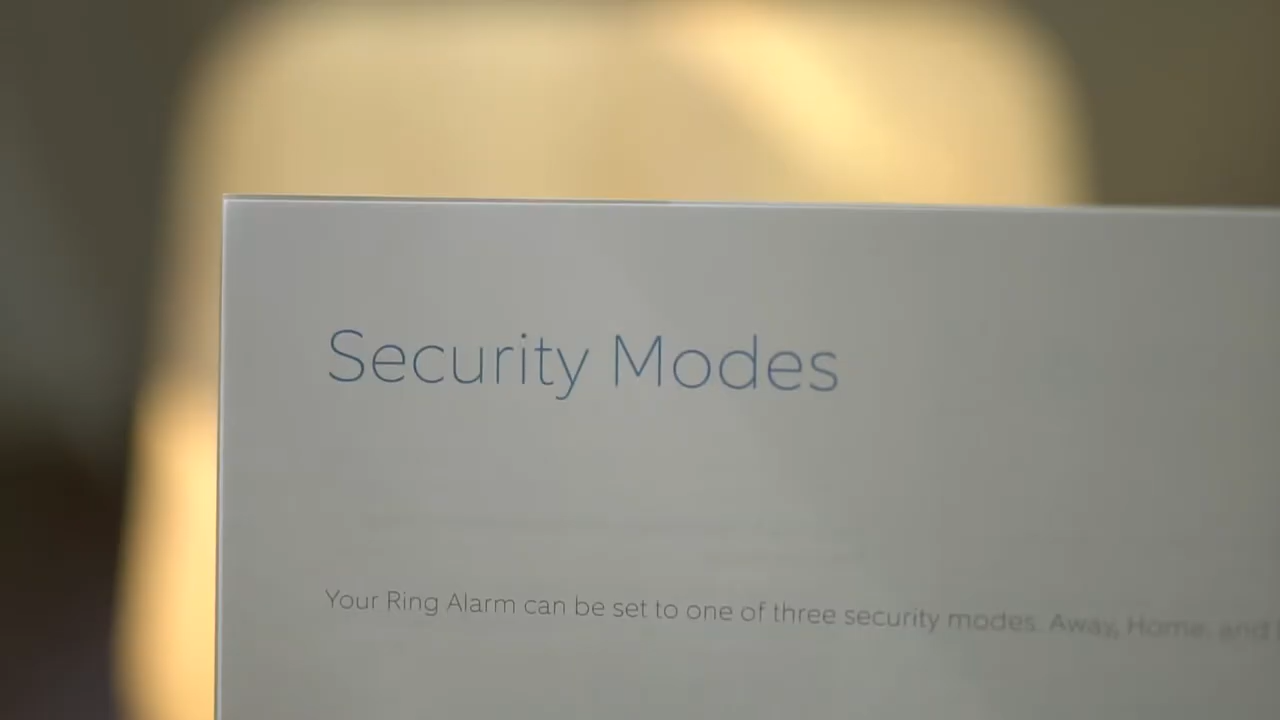 Security Modes
Your Ring Alarm can be set to one of three security modes. Away, Home, and